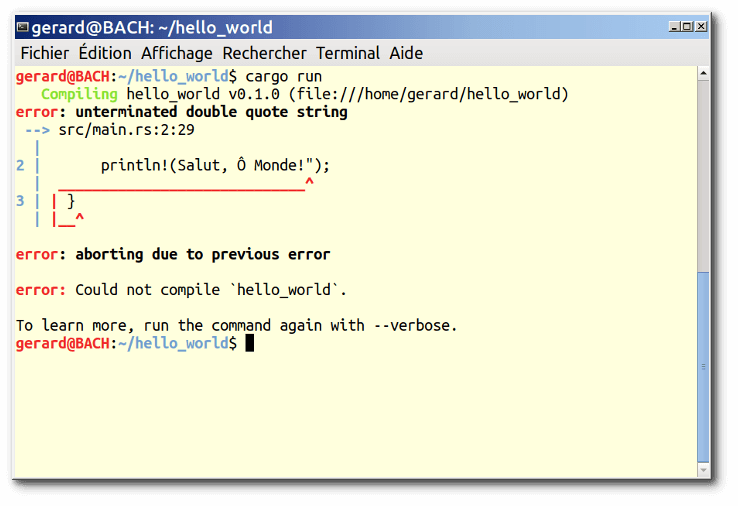 gerard@BACH: ~/hello_world
Fichier Édition Affichage Rechercher Terminal Aide
gerard@BACH:~/hello_world$ cargo run
   Compiling hello_world v0.1.0 (file:///home/gerard/hello_world)
error: unterminated double quote string
 --> src/main.rs:2:29
  |
2 |       println!(Salut, Ô Monde!");
  |  _____________________________^
3 | | }
  | |__^

error: aborting due to previous error

error: Could not compile `hello_world`.

To learn more, run the command again with --verbose.
gerard@BACH:~/hello_world$